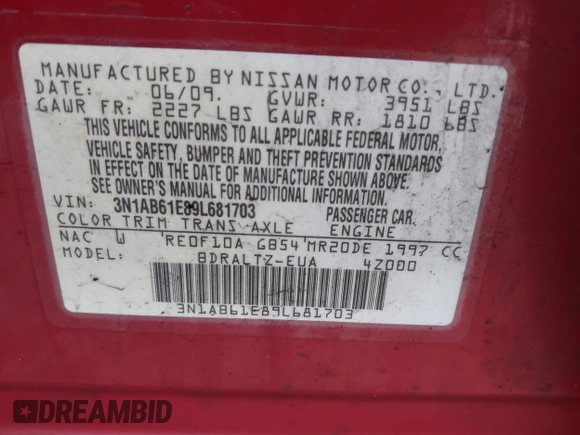 MANUFACTURED BY NISSAN MOTOR CO., LTD.
DATE: 06/09. GVWR: 3951 LBS
GAWR FR: 2227 LBS GAWR RR: 1810 LBS
THIS VEHICLE CONFORMS TO ALL APPLICABLE FEDERAL MOTOR
VEHICLE SAFETY, BUMPER AND THEFT PREVENTION STANDARDS
IN EFFECT ON THE DATE OF MANUFACTURE SHOWN ABOVE.
SEE OWNER'S MANUAL FOR ADDITIONAL INFORMATION.
VIN: 3N1AB61E89L681703 PASSENGER CAR.
COLOR TRIM TRANS AXLE ENGINE
NAC W RE0F10A GB54 MR20DE 1997 CC
MODEL: BDRALTZ-EUA 4Z000
3N1AB61E89L681703
DREAMBID